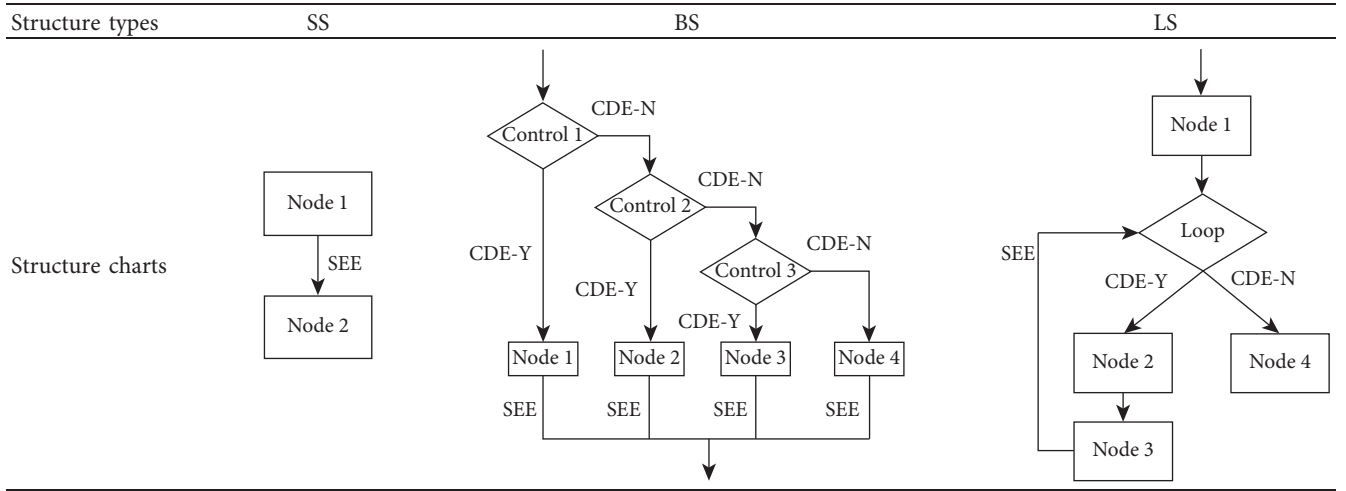 Structure types SS BS LS
Structure charts
Node 1
SEE
Node 2
CDE-N
Control 1
CDE-N
Control 2
CDE-N
Control 3
CDE-Y
CDE-Y
CDE-Y
Node 1 Node 2 Node 3 Node 4
SEE SEE SEE SEE
Node 1
Loop
SEE
CDE-Y CDE-N
Node 2 Node 4
Node 3